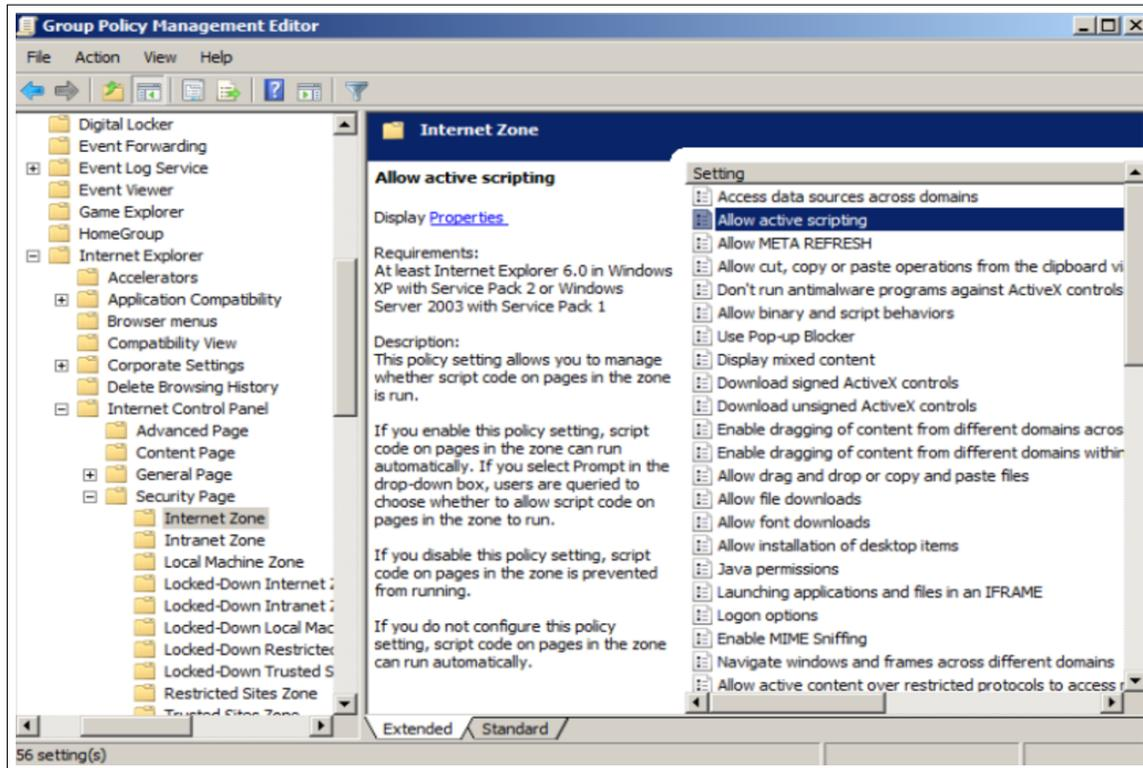 Group Policy Management Editor
File Action View Help
Digital Locker
Event Forwarding
Event Log Service
Event Viewer
Game Explorer
HomeGroup
Internet Explorer
Accelerators
Application Compatibility
Browser menus
Compatibility View
Corporate Settings
Delete Browsing History
Internet Control Panel
Advanced Page
Content Page
General Page
Security Page
Internet Zone
Intranet Zone
Local Machine Zone
Locked-Down Internet
Locked-Down Intranet
Locked-Down Local Mac
Locked-Down Restricted
Locked-Down Trusted S
Restricted Sites Zone
Trusted Sites Zone
Internet Zone
Allow active scripting
Display Properties
Requirements:
At least Internet Explorer 6.0 in Windows
XP with Service Pack 2 or Windows
Server 2003 with Service Pack 1
Description:
This policy setting allows you to manage
whether script code on pages in the zone
is run.
If you enable this policy setting, script
code on pages in the zone can run
automatically. If you select Prompt in the
drop-down box, users are queried to
choose whether to allow script code on
pages in the zone to run.
If you disable this policy setting, script
code on pages in the zone is prevented
from running.
If you do not configure this policy
setting, script code on pages in the zone
can run automatically.
Setting
Access data sources across domains
Allow active scripting
Allow META REFRESH
Allow cut, copy or paste operations from the clipboard vi
Don't run antimalware programs against ActiveX controls
Allow binary and script behaviors
Use Pop-up Blocker
Display mixed content
Download signed ActiveX controls
Download unsigned ActiveX controls
Enable dragging of content from different domains acros
Enable dragging of content from different domains within
Allow drag and drop or copy and paste files
Allow file downloads
Allow font downloads
Allow installation of desktop items
Java permissions
Launching applications and files in an IFRAME
Logon options
Enable MIME Sniffing
Navigate windows and frames across different domains
Allow active content over restricted protocols to access
Extended Standard
56 setting(s)